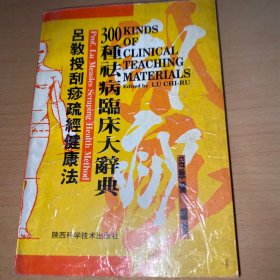 300種祛病臨床大辭典
KINDS
OF
CLINICAL
TEACHING
MATERIALS
Edited by LU CHI-RU
Prof. Lu Meades Scraping Health Method
呂教授刮痧疏經健康法
陕西科学技术出版社